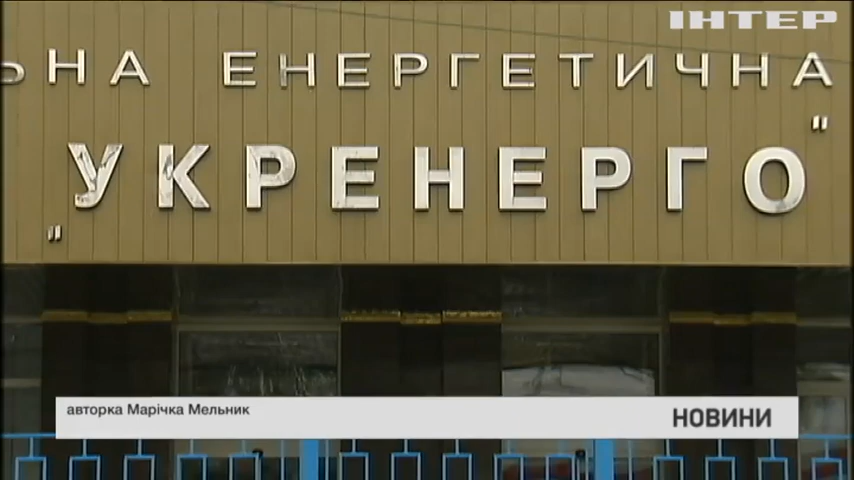 ІНТЕР
ЬНА ЕНЕРГЕТИЧНА
„УКРЕНЕРГО"
авторка Марічка Мельник
НОВИНИ